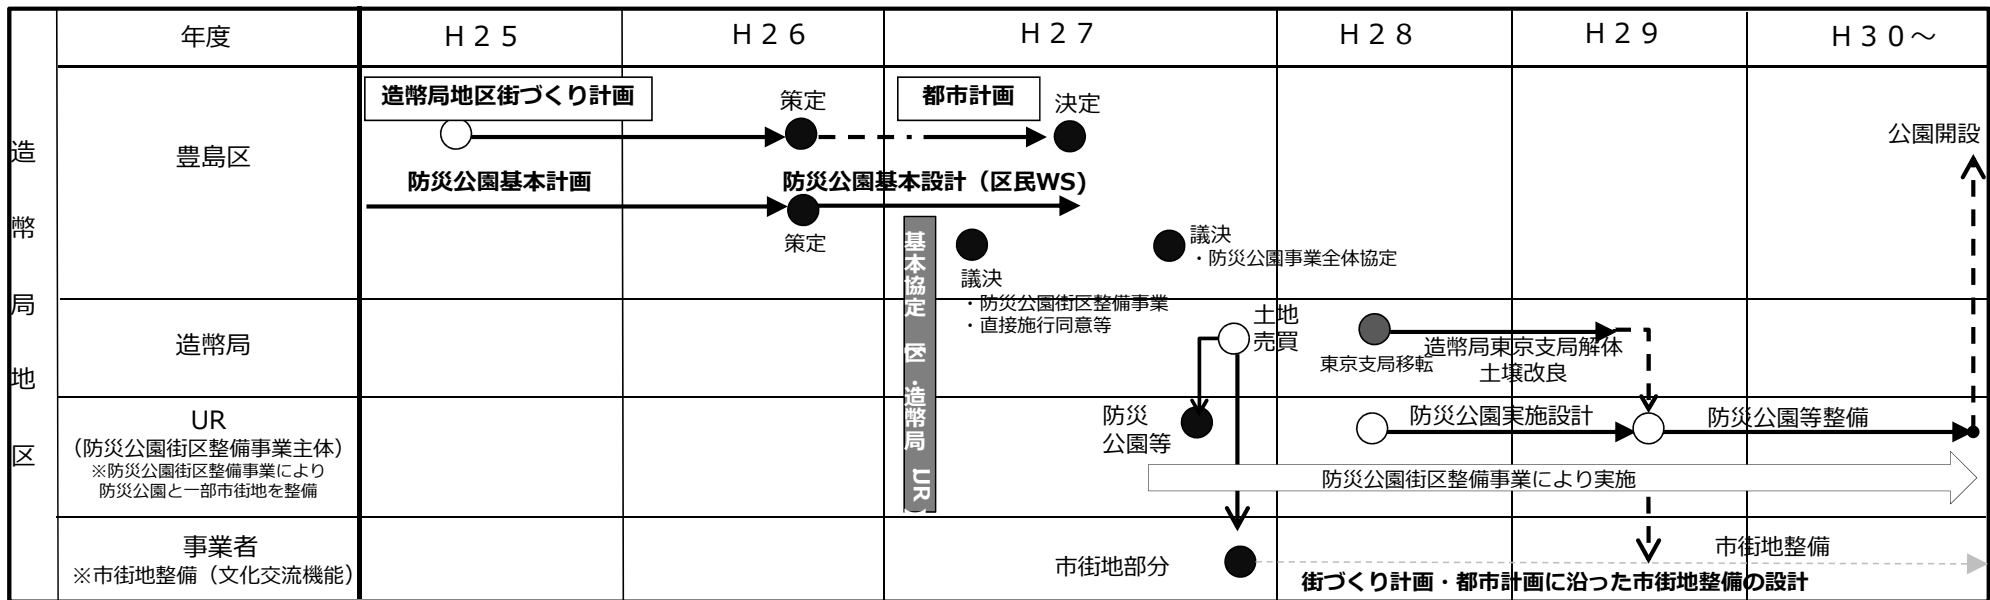 年度
H25
H26
H27
H28
H29
H30～
造幣局地区
豊島区
造幣局地区街づくり計画
策定
都市計画
決定
公園開設
防災公園基本計画
防災公園基本設計（区民WS)
策定
議決
・防災公園街区整備事業
・直接施行同意等
議決
・防災公園事業全体協定
基本協定　区・造幣局・UR
造幣局
土地
売買
東京支局移転
造幣局東京支局解体
土壌改良
UR
（防災公園街区整備事業主体）
※防災公園街区整備事業により
防災公園と一部市街地を整備
防災
公園等
防災公園実施設計
防災公園等整備
防災公園街区整備事業により実施
事業者
※市街地整備（文化交流機能）
市街地部分
市街地整備
街づくり計画・都市計画に沿った市街地整備の設計